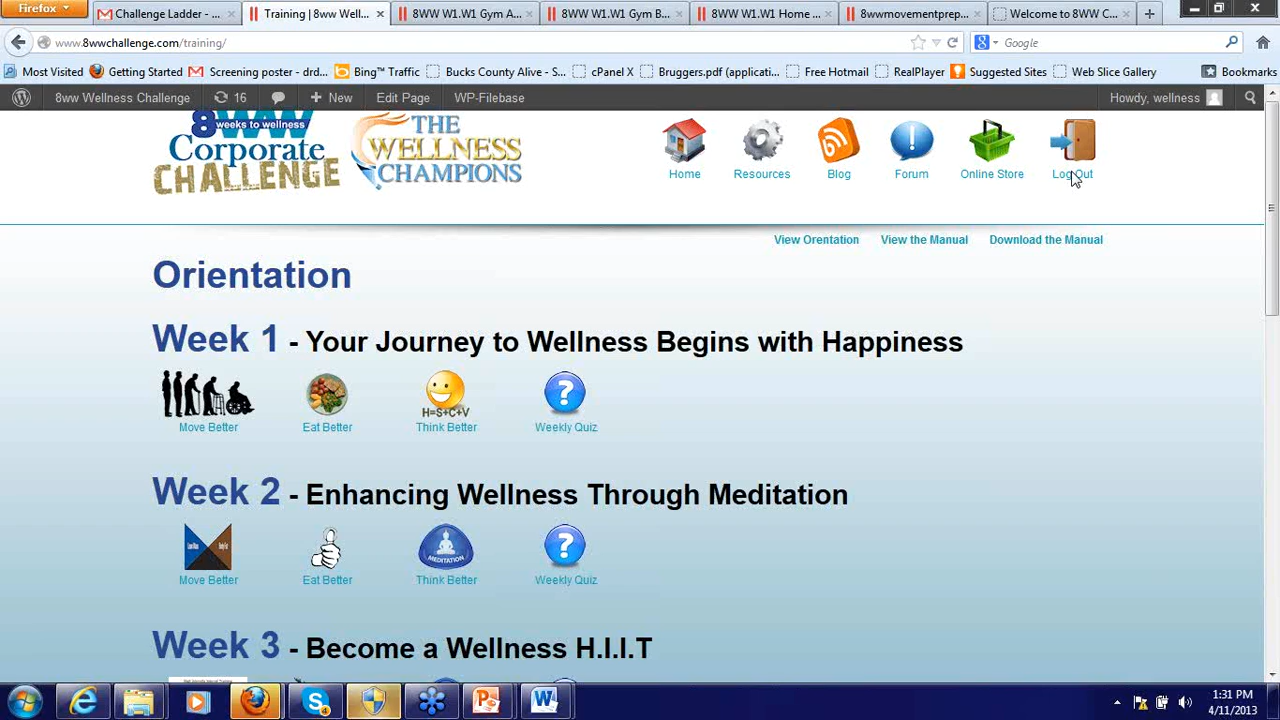 Firefox
Challenge Ladder - ...
Training | 8ww Well...
8WW W1.W1 Gym A...
8WW W1.W1 Gym B...
8WW W1.W1 Home ...
8wwmovementprep...
Welcome to 8WW C...
www.8wwchallenge.com/training/
Google
Most Visited
Getting Started
Screening poster - drd...
Bing™ Traffic
Bucks County Alive - S...
cPanel X
Bruggers.pdf (applicati...
Free Hotmail
RealPlayer
Suggested Sites
Web Slice Gallery
Bookmarks
8ww Wellness Challenge
16
New
Edit Page
WP-Filebase
Howdy, wellness
8WW
weeks to wellness
Corporate
CHALLENGE
THE
WELLNESS
CHAMPIONS
Home
Resources
Blog
Forum
Online Store
Log Out
View Orentation
View the Manual
Download the Manual
Orientation
Week 1 - Your Journey to Wellness Begins with Happiness
H=S+C+V
Move Better
Eat Better
Think Better
Weekly Quiz
Week 2 - Enhancing Wellness Through Meditation
MEDITATION
Move Better
Eat Better
Think Better
Weekly Quiz
Week 3 - Become a Wellness H.I.I.T
1:31 PM
4/11/2013